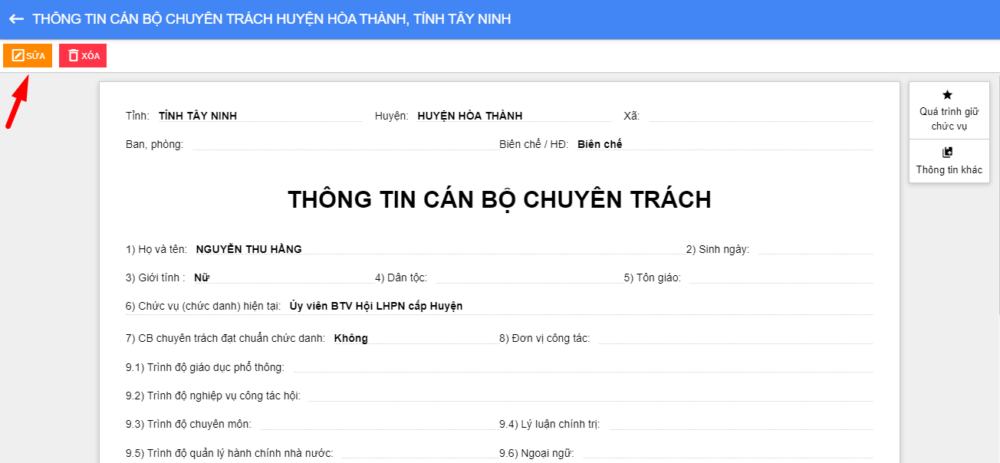 THÔNG TIN CÁN BỘ CHUYÊN TRÁCH HUYỆN HÒA THÀNH, TỈNH TÂY NINH
SỬA XÓA
Tỉnh: TỈNH TÂY NINH Huyện: HUYỆN HÒA THÀNH Xã:
Ban, phòng: Biên chế / HĐ: Biên chế
THÔNG TIN CÁN BỘ CHUYÊN TRÁCH
1) Họ và tên: NGUYỄN THU HẰNG 2) Sinh ngày:
3) Giới tính : Nữ 4) Dân tộc: 5) Tôn giáo:
6) Chức vụ (chức danh) hiện tại: Ủy viên BTV Hội LHPN cấp Huyện
7) CB chuyên trách đạt chuẩn chức danh: Không 8) Đơn vị công tác:
9.1) Trình độ giáo dục phổ thông:
9.2) Trình độ nghiệp vụ công tác hội:
9.3) Trình độ chuyên môn: 9.4) Lý luận chính trị:
9.5) Trình độ quản lý hành chính nhà nước: 9.6) Ngoại ngữ:
Quá trình giữ
chức vụ
Thông tin khác